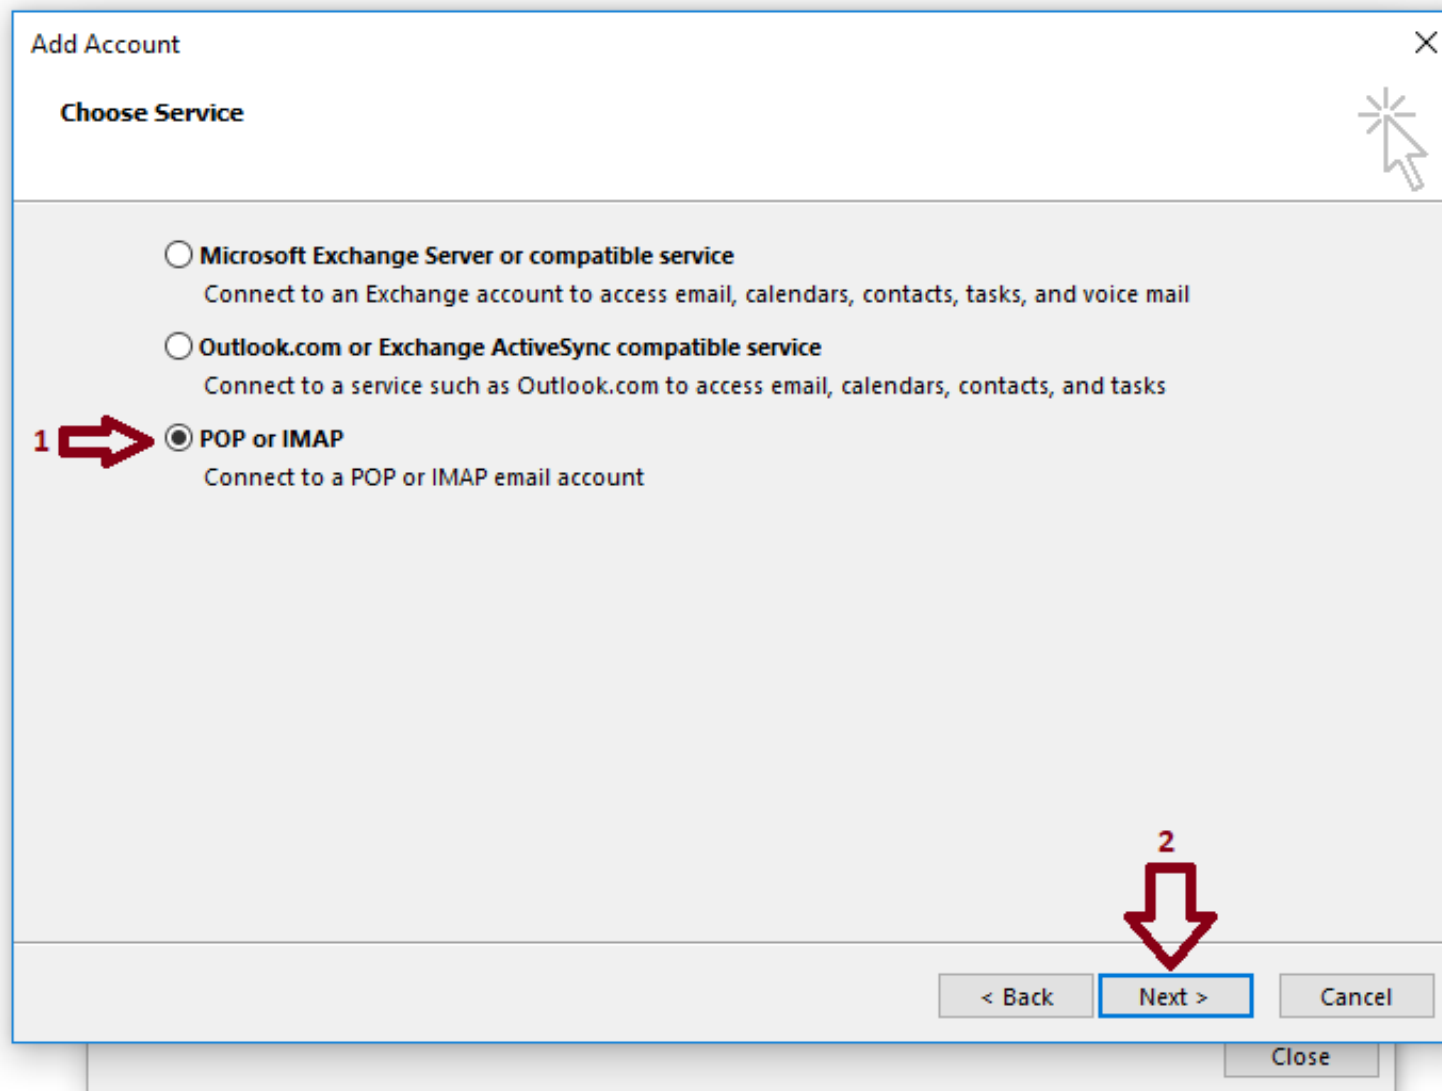 Add Account
Choose Service
Microsoft Exchange Server or compatible service
Connect to an Exchange account to access email, calendars, contacts, tasks, and voice mail
Outlook.com or Exchange ActiveSync compatible service
Connect to a service such as Outlook.com to access email, calendars, contacts, and tasks
1 POP or IMAP
Connect to a POP or IMAP email account
2
< Back Next > Cancel
Close